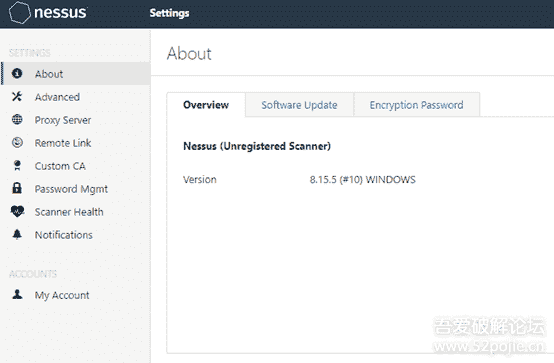 nessus
Settings
SETTINGS
About
Advanced
Proxy Server
Remote Link
Custom CA
Password Mgmt
Scanner Health
Notifications
ACCOUNTS
My Account
About
Overview
Software Update
Encryption Password
Nessus (Unregistered Scanner)
Version 8.15.5 (#10) WINDOWS
吾爱破解论坛
www.52pojie.cn